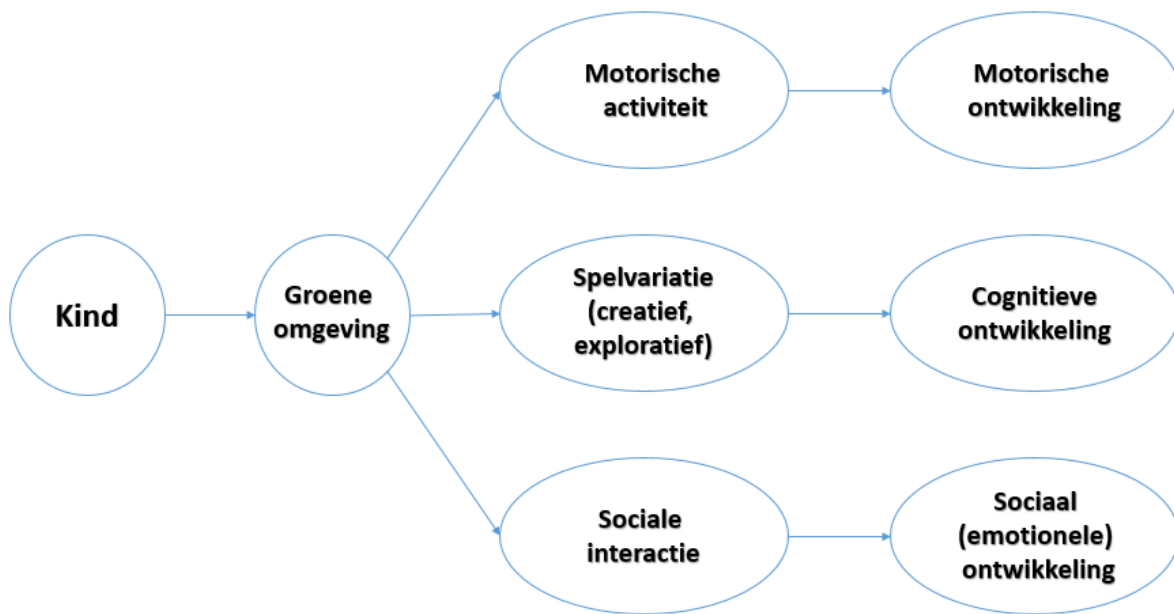 Kind
Groene
omgeving
Motorische
activiteit
Motorische
ontwikkeling
Spelvariatie
(creatief,
exploratief)
Cognitieve
ontwikkeling
Sociale
interactie
Sociaal
(emotionele)
ontwikkeling